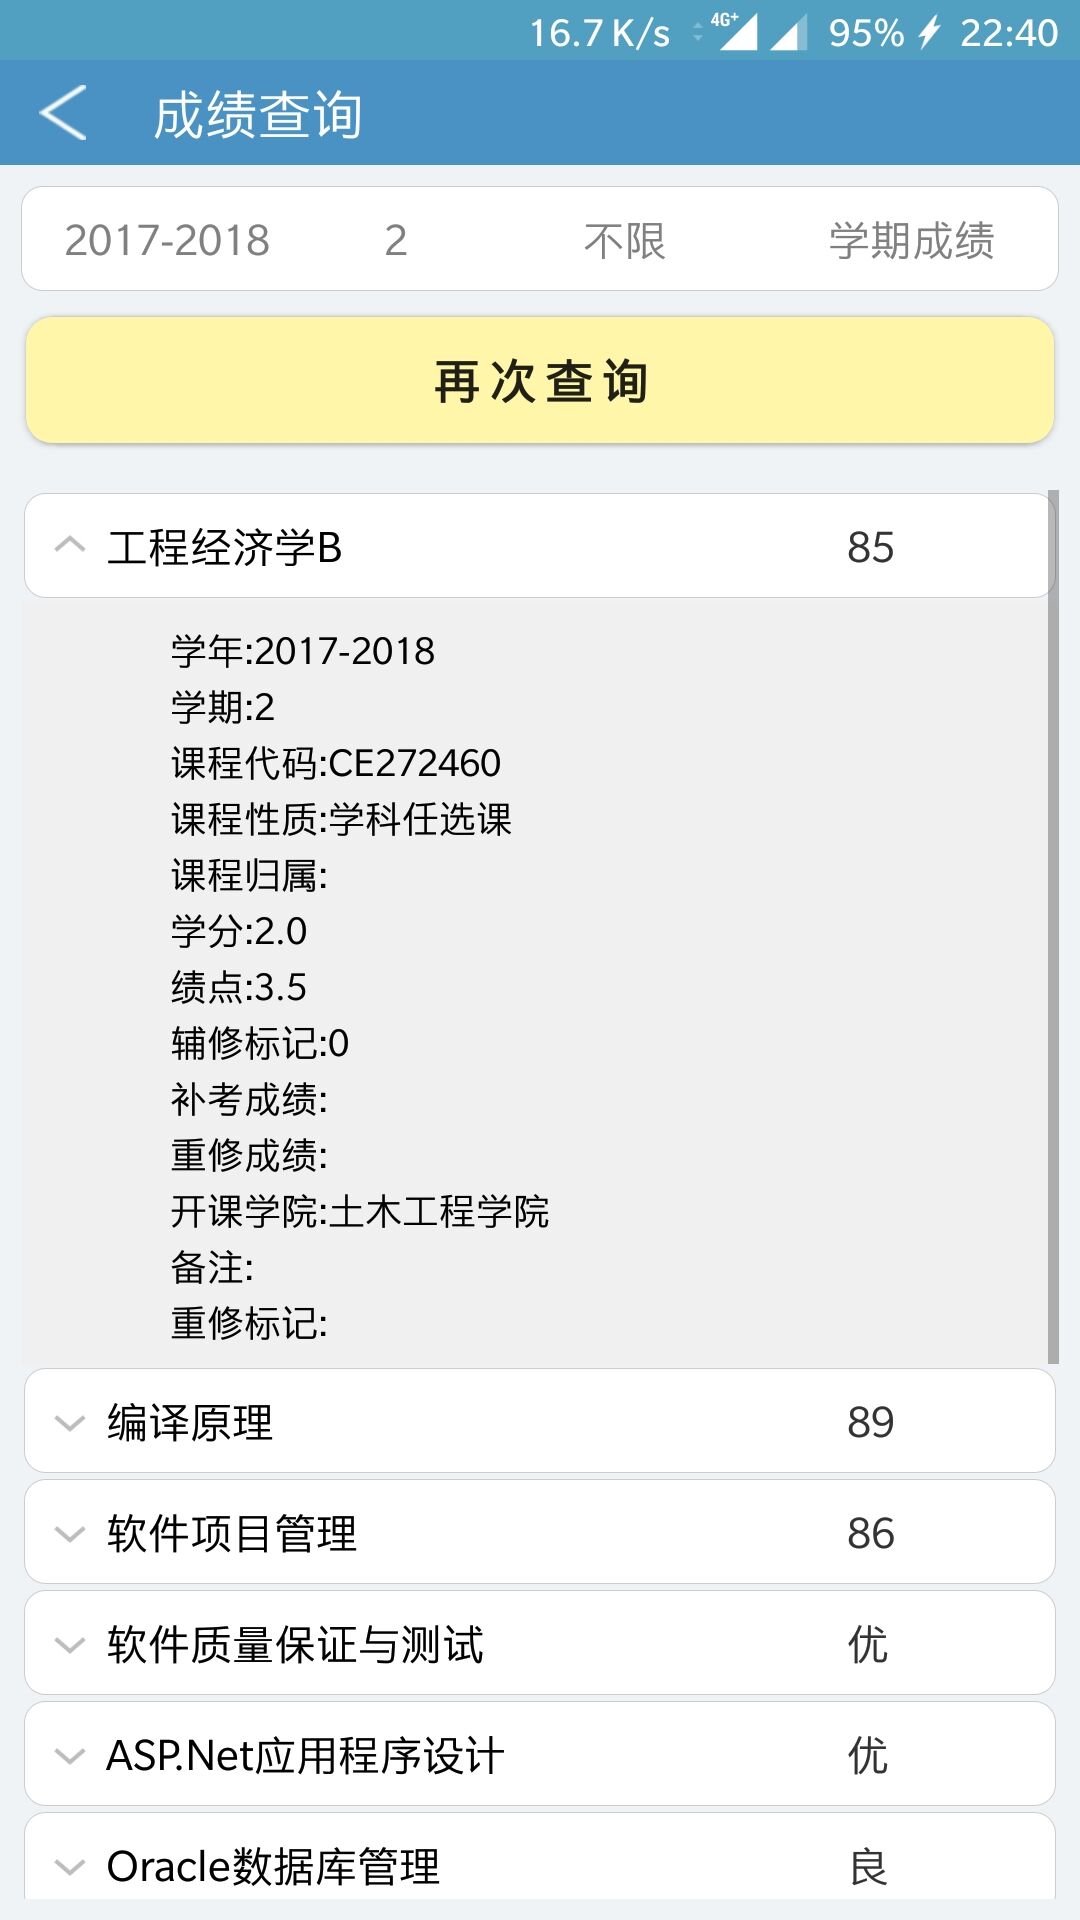 16.7 K/s 4G+ 95% 22:40
成绩查询
2017-2018 2 不限 学期成绩
再次查询
工程经济学B 85
学年:2017-2018
学期:2
课程代码:CE272460
课程性质:学科任选课
课程归属:
学分:2.0
绩点:3.5
辅修标记:0
补考成绩:
重修成绩:
开课学院:土木工程学院
备注:
重修标记:
编译原理 89
软件项目管理 86
软件质量保证与测试 优
ASP.Net应用程序设计 优
Oracle数据库管理 良